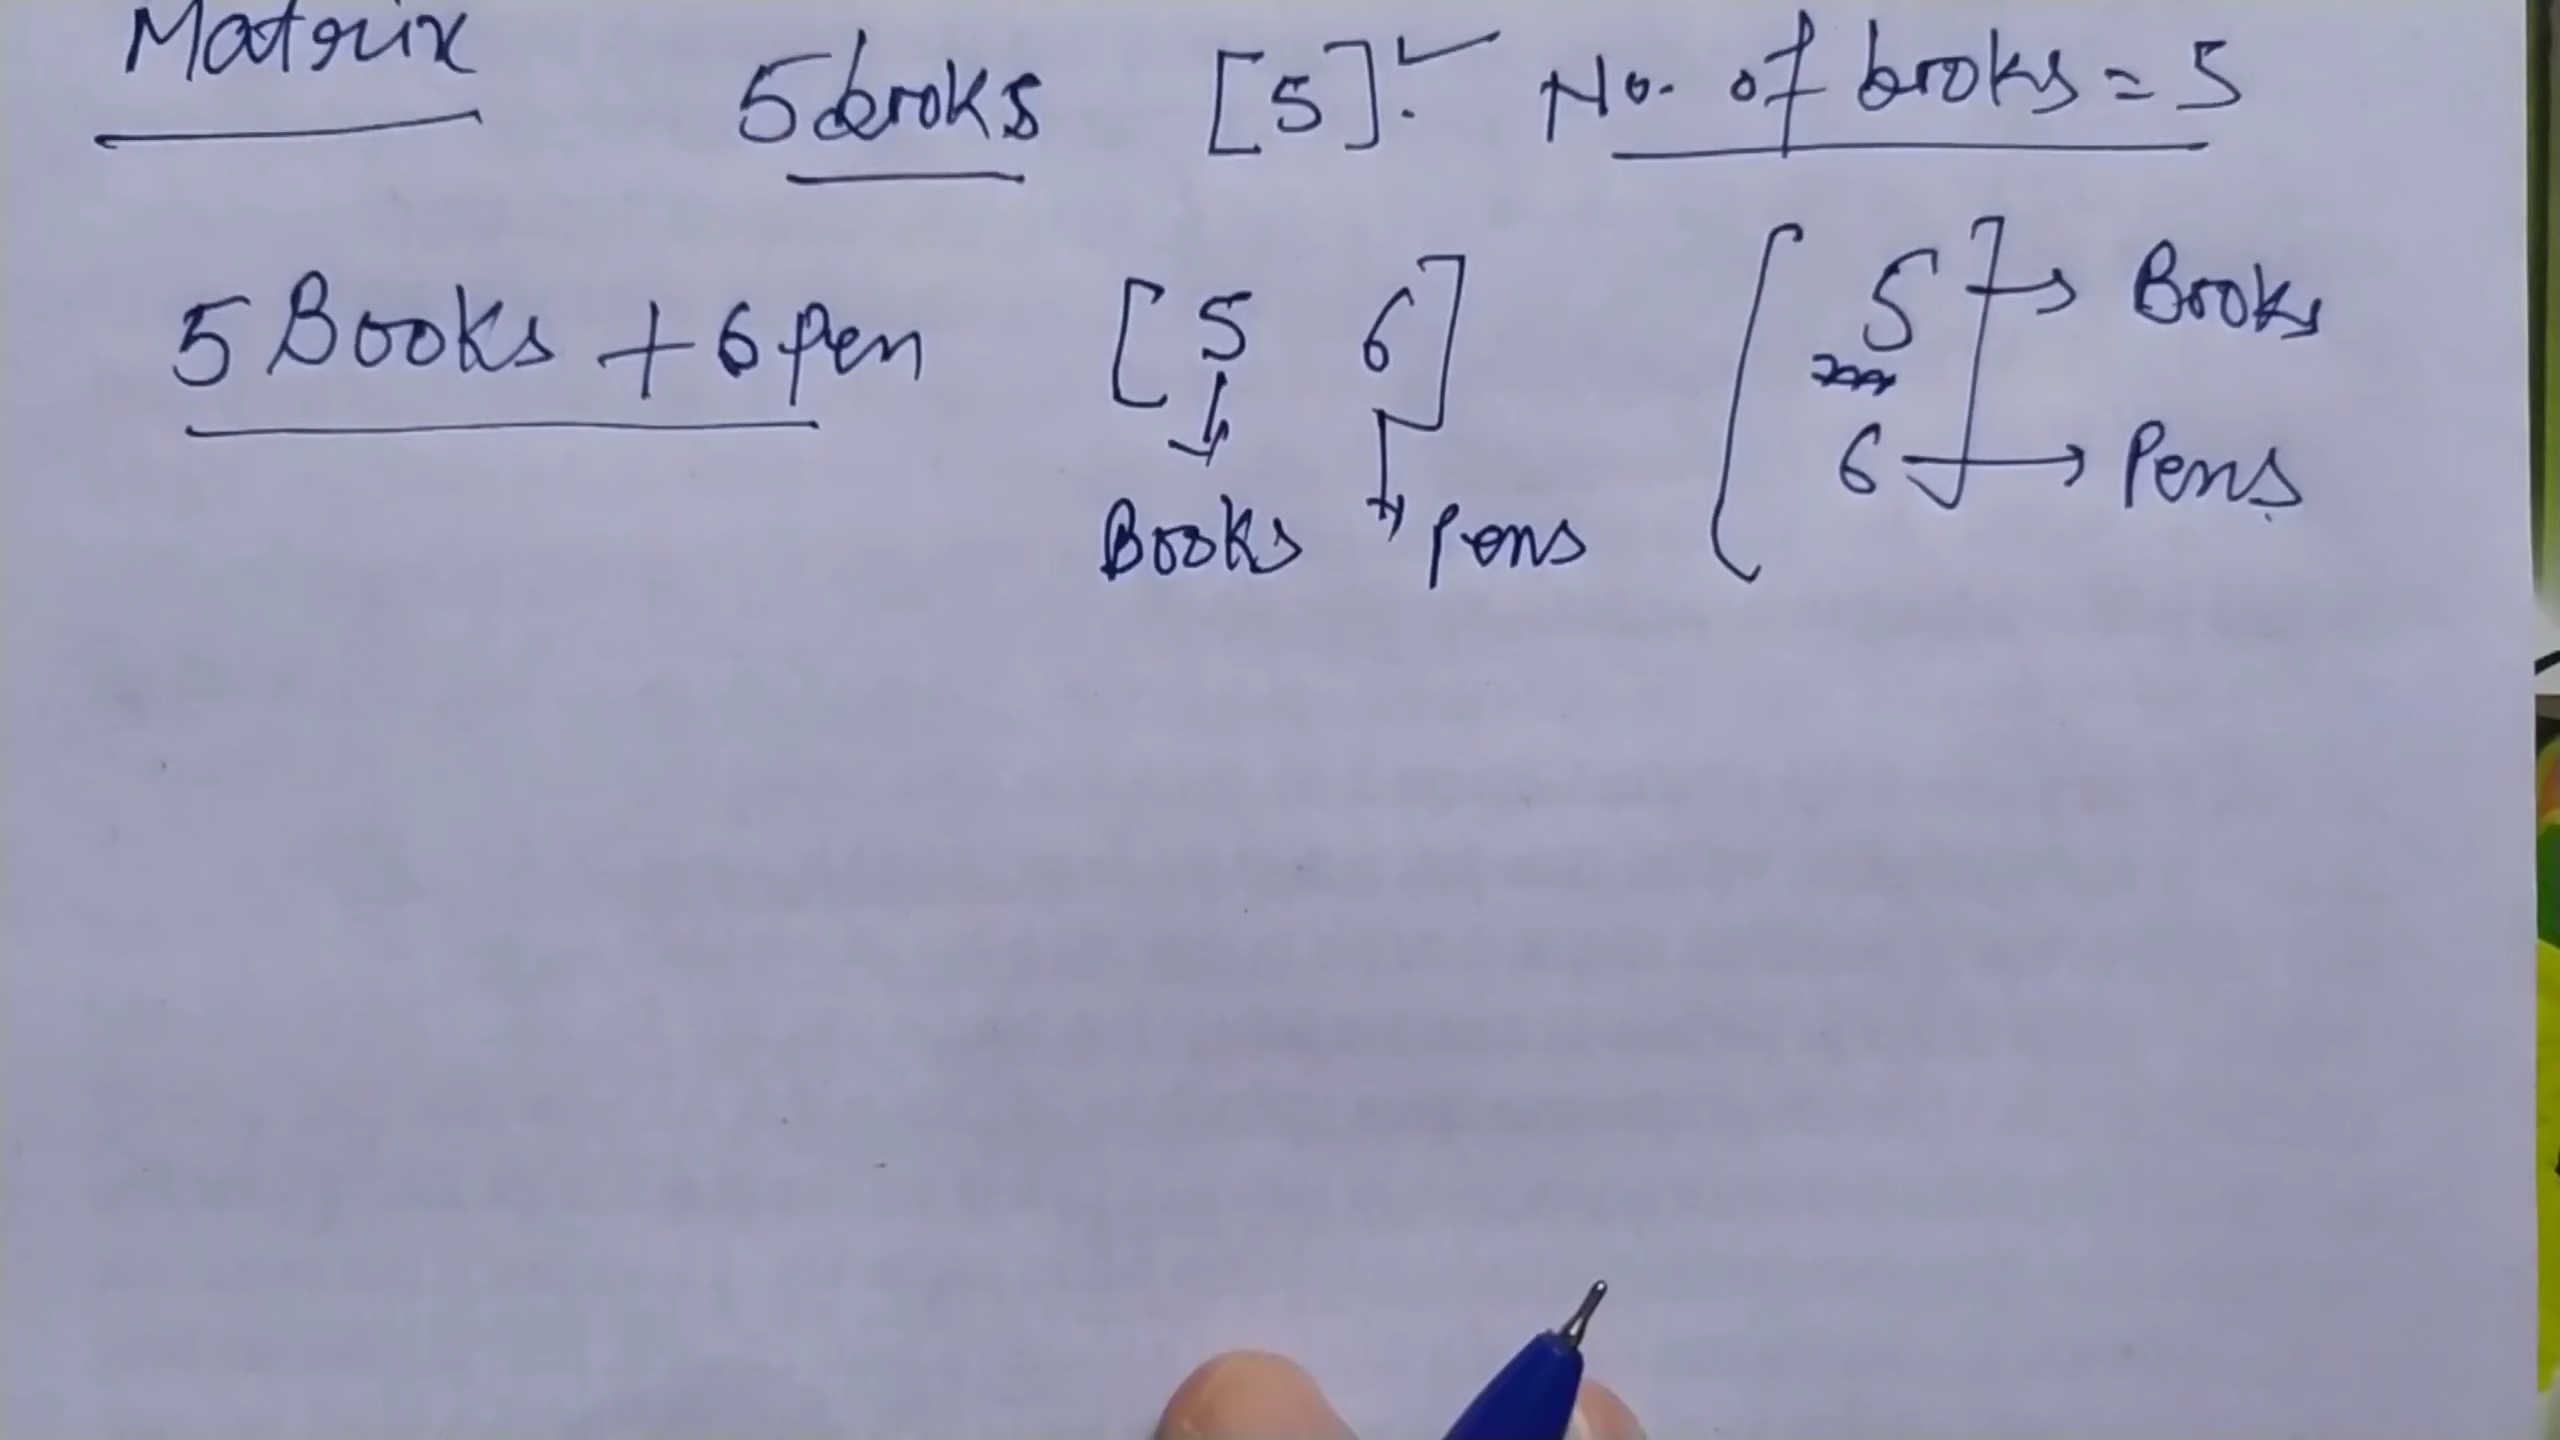 Matrix
5 books [5]. ✓ No. of books = 5
5 Books + 6 pen [5 6] [5 → Books
6] → Pens
Books Pens